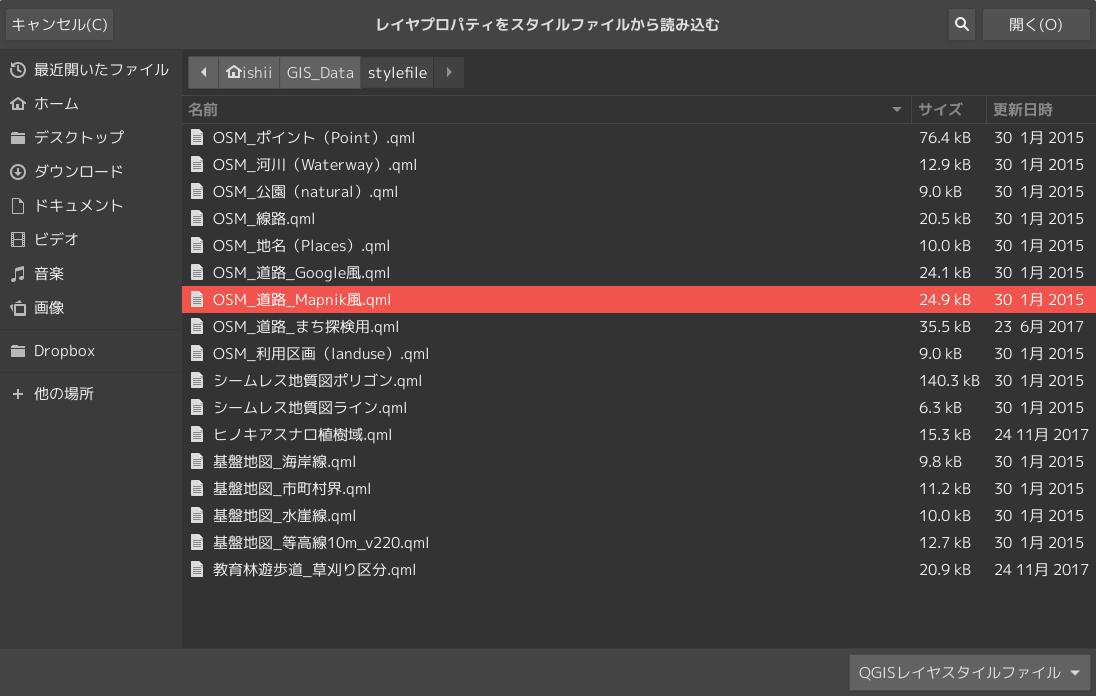 キャンセル(C) レイヤプロパティをスタイルファイルから読み込む 開く(O)
最近開いたファイル
ホーム
デスクトップ
ダウンロード
ドキュメント
ビデオ
音楽
画像
Dropbox
他の場所
ishii GIS_Data stylefile
名前 サイズ 更新日時
OSM_ポイント（Point）.qml 76.4 kB 30 1月 2015
OSM_河川（Waterway）.qml 12.9 kB 30 1月 2015
OSM_公園（natural）.qml 9.0 kB 30 1月 2015
OSM_線路.qml 20.5 kB 30 1月 2015
OSM_地名（Places）.qml 10.0 kB 30 1月 2015
OSM_道路_Google風.qml 24.1 kB 30 1月 2015
OSM_道路_Mapnik風.qml 24.9 kB 30 1月 2015
OSM_道路_まち探検用.qml 35.5 kB 23 6月 2017
OSM_利用区画（landuse）.qml 9.0 kB 30 1月 2015
シームレス地質図ポリゴン.qml 140.3 kB 30 1月 2015
シームレス地質図ライン.qml 6.3 kB 30 1月 2015
ヒノキアスナロ植樹域.qml 15.3 kB 24 11月 2017
基盤地図_海岸線.qml 9.8 kB 30 1月 2015
基盤地図_市町村界.qml 11.2 kB 30 1月 2015
基盤地図_水崖線.qml 10.0 kB 30 1月 2015
基盤地図_等高線10m_v220.qml 12.7 kB 30 1月 2015
教育林遊歩道_草刈り区分.qml 20.9 kB 24 11月 2017
QGISレイヤスタイルファイル